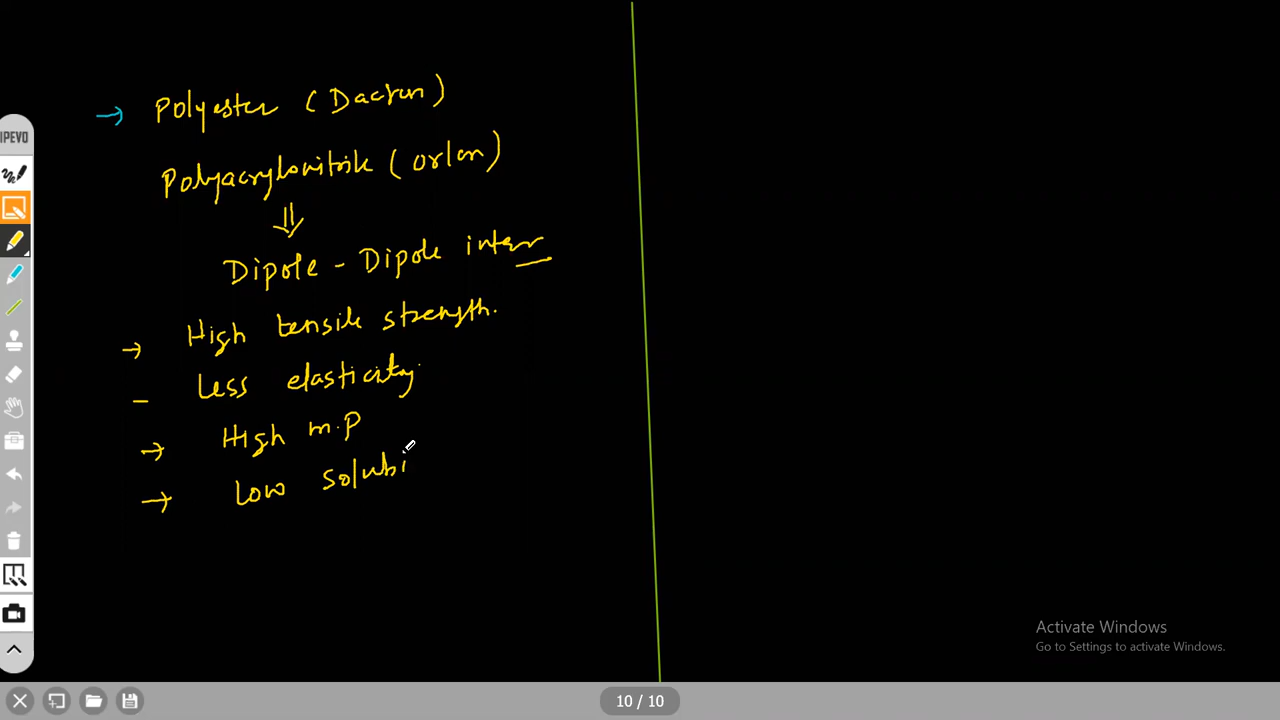 → Polyester (Dacron)
Polyacrylonitrile (orlon)
⇓
Dipole - Dipole inter
→ High tensile strength.
- Less elasticity.
→ High m.P
→ Low solubi
IPEVO
Activate Windows
Go to Settings to activate Windows.
10 / 10